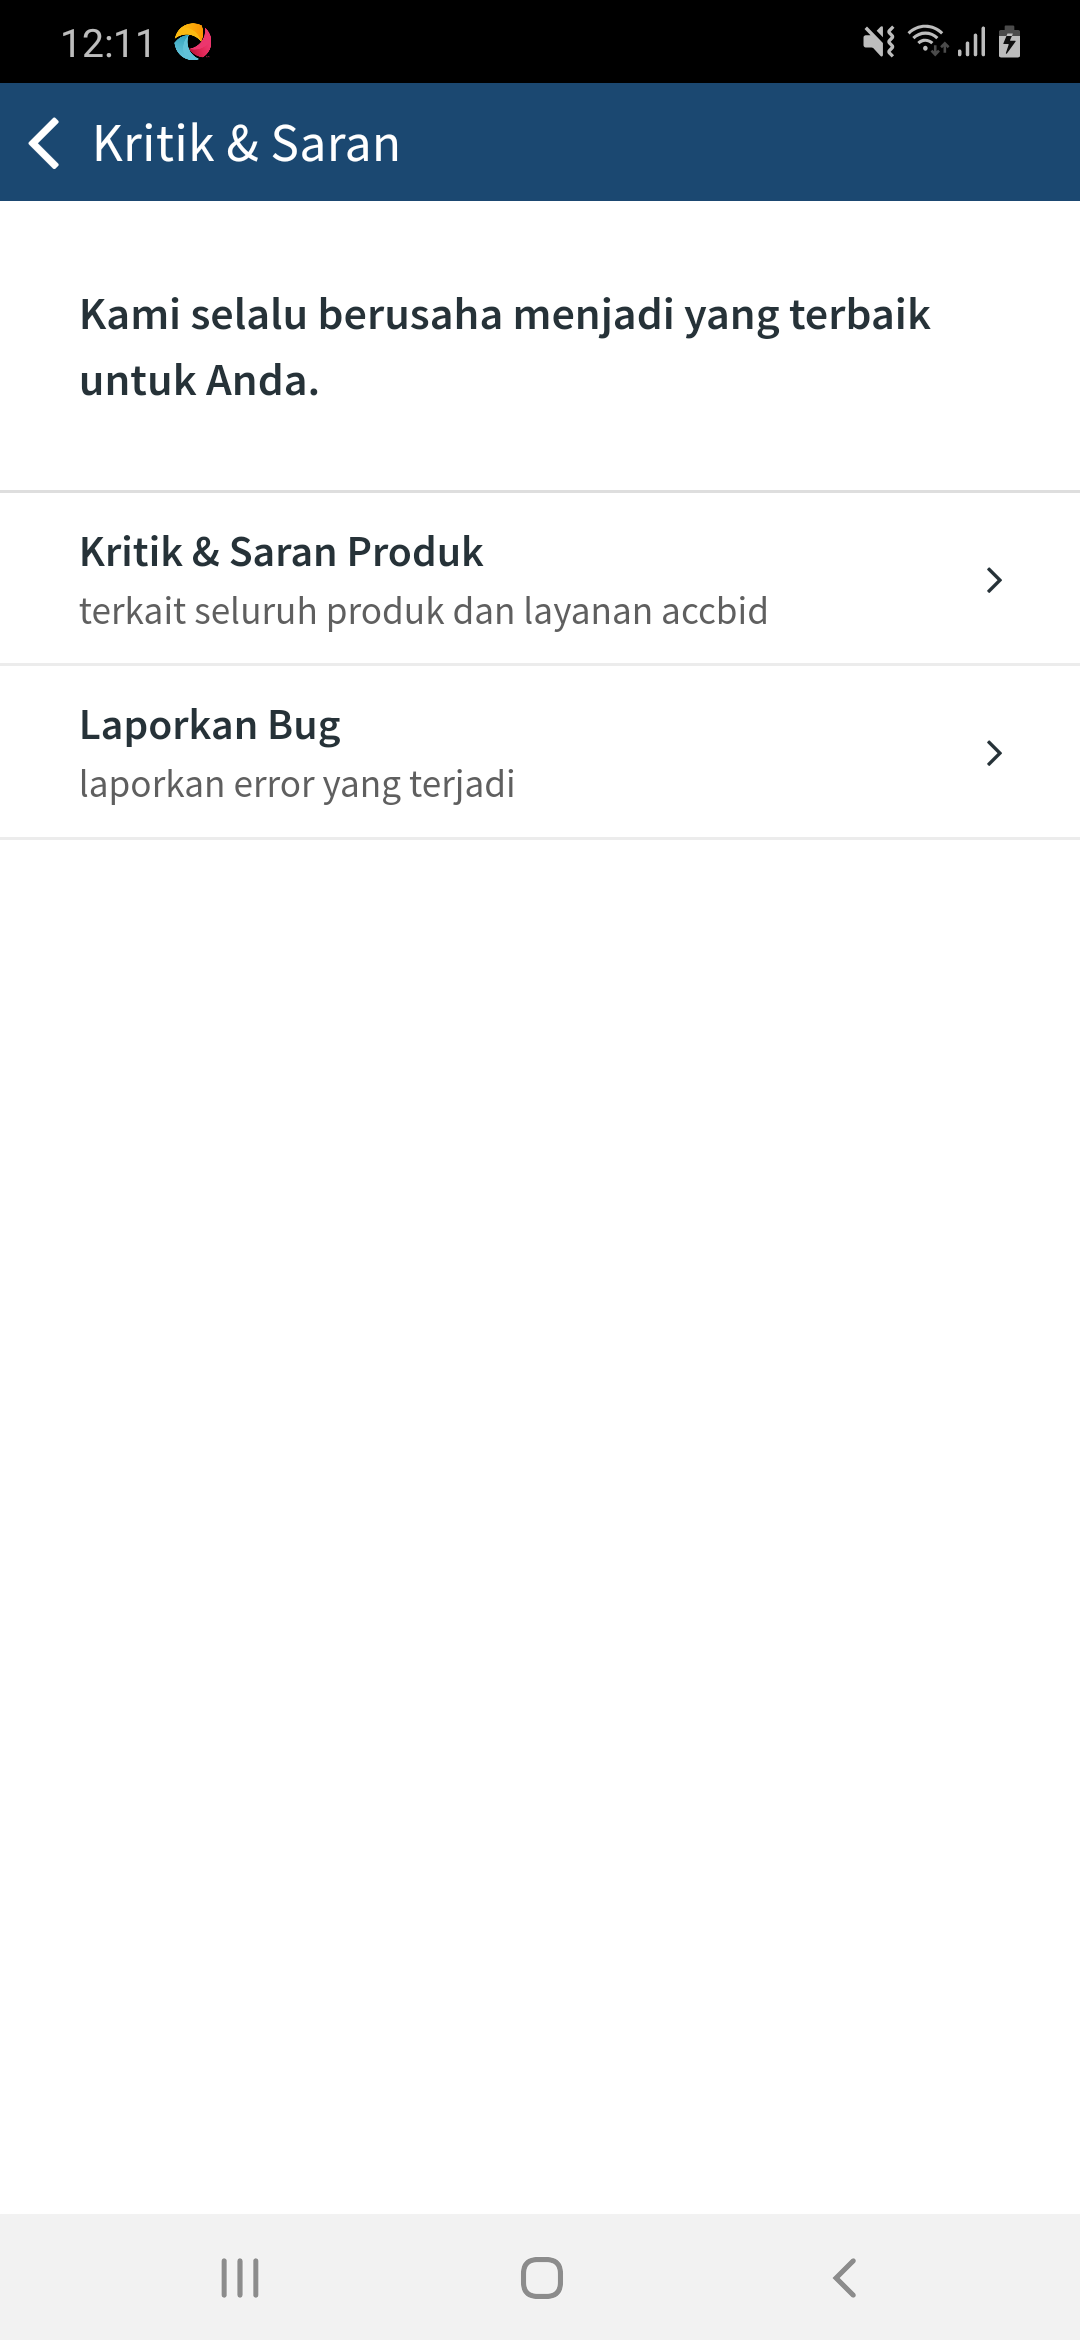 12:11
Kritik & Saran
Kami selalu berusaha menjadi yang terbaik
untuk Anda.
Kritik & Saran Produk
terkait seluruh produk dan layanan accbid
Laporkan Bug
laporkan error yang terjadi